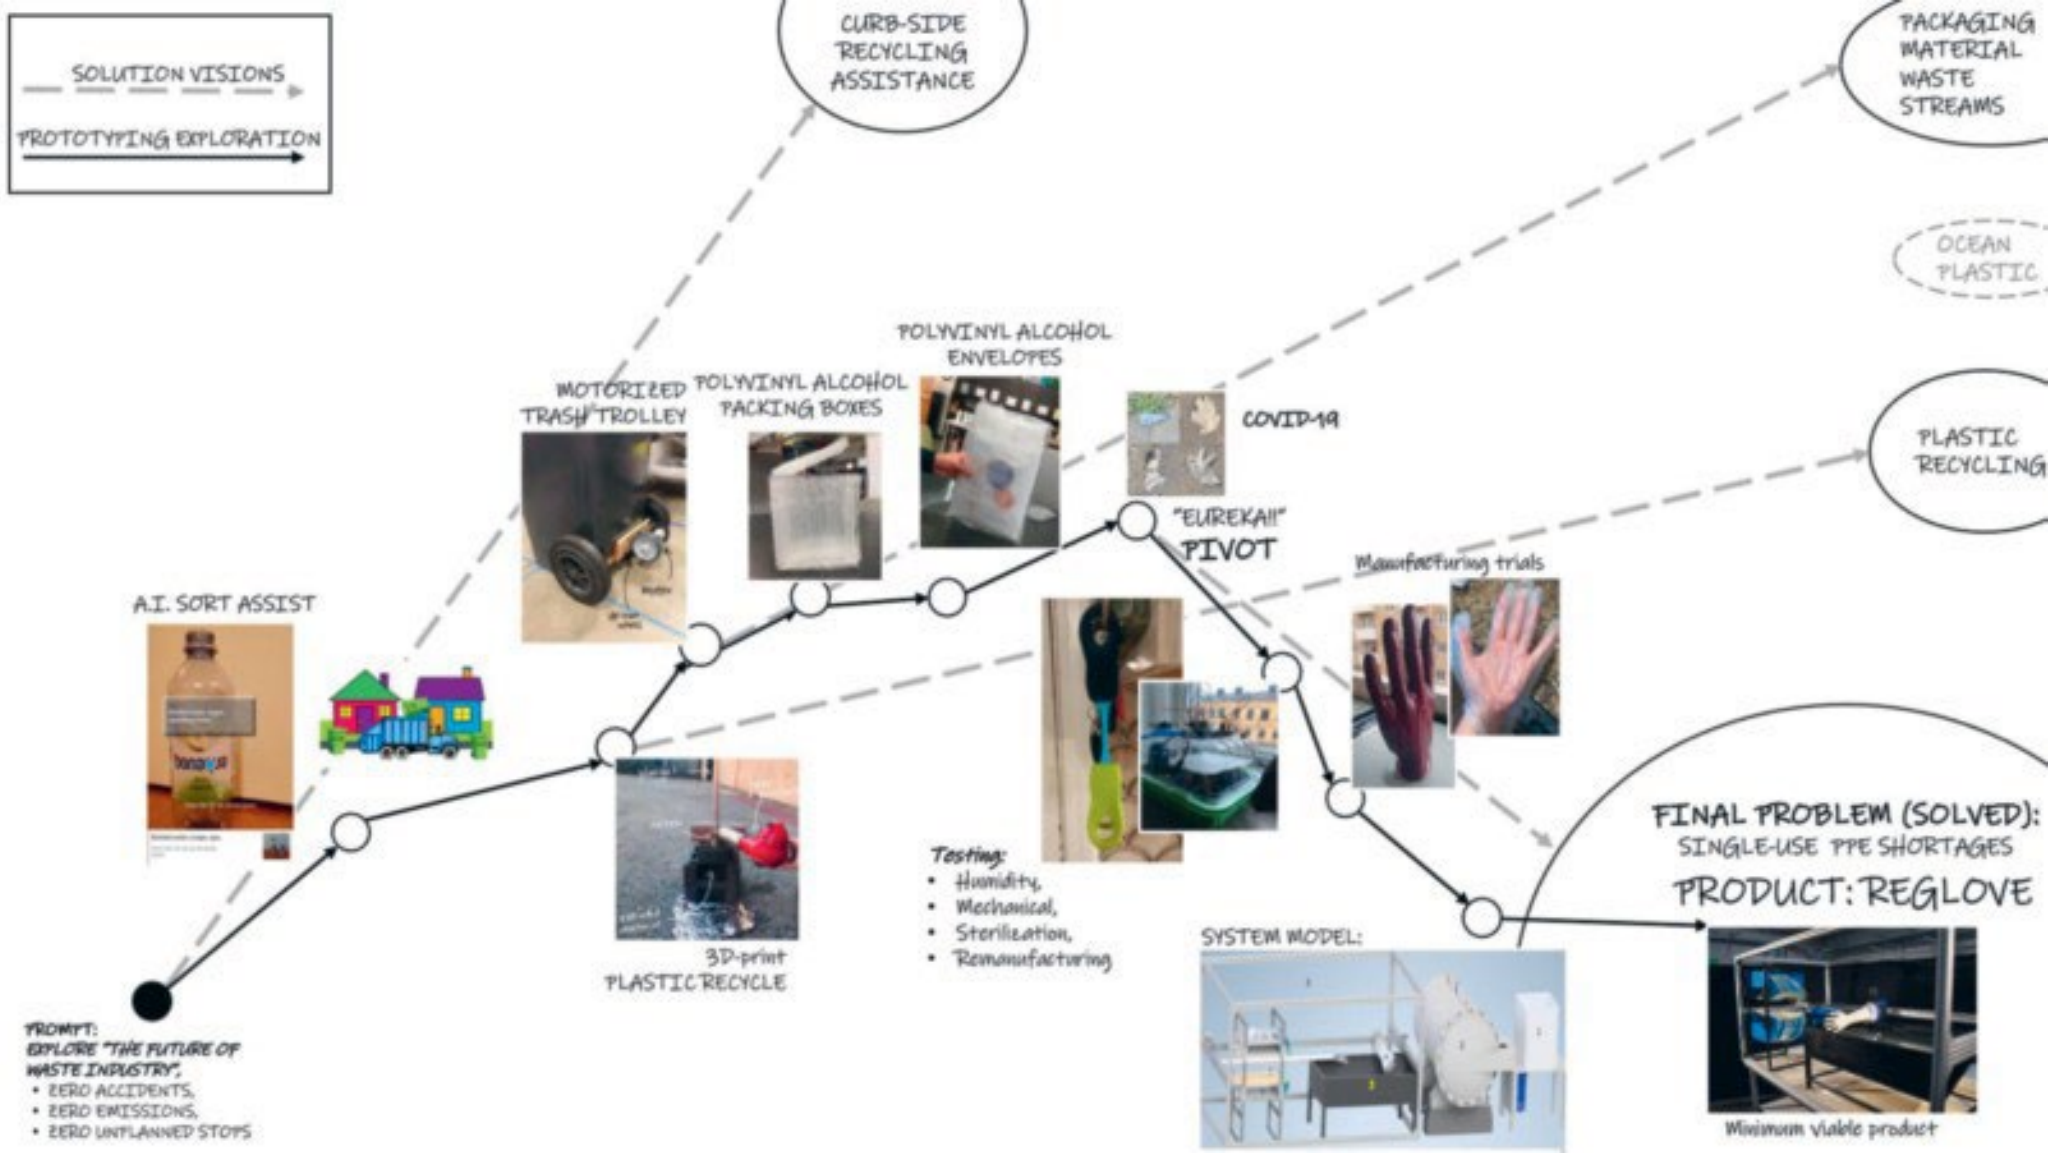 SOLUTION VISIONS
PROTOTYPING EXPLORATION
CURB-SIDE
RECYCLING
ASSISTANCE
PACKAGING
MATERIAL
WASTE
STREAMS
OCEAN
PLASTIC
PLASTIC
RECYCLING
POLYVINYL ALCOHOL
ENVELOPES
MOTORIZED
TRASH TROLLEY
POLYVINYL ALCOHOL
PACKING BOXES
COVID-19
"EUREKA!!"
PIVOT
Manufacturing trials
A.I. SORT ASSIST
bonaqua
3D-print
PLASTIC RECYCLE
Testing:
• Humidity,
• Mechanical,
• Sterilization,
• Remanufacturing
SYSTEM MODEL:
FINAL PROBLEM (SOLVED):
SINGLE-USE PPE SHORTAGES
PRODUCT: REGLOVE
Minimum viable product
PROMPT:
EXPLORE "THE FUTURE OF
WASTE INDUSTRY",
• ZERO ACCIDENTS,
• ZERO EMISSIONS,
• ZERO UNPLANNED STOPS